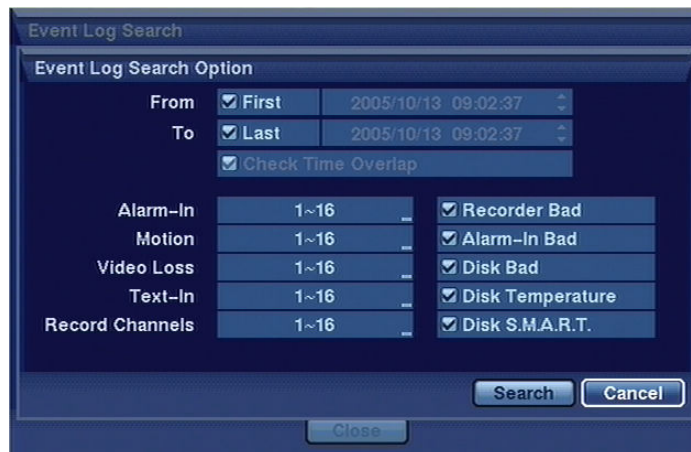 Event Log Search
Event Log Search Option
From First 2005/10/13 09:02:37
To Last 2005/10/13 09:02:37
Check Time Overlap
Alarm–In 1~16 Recorder Bad
Motion 1~16 Alarm–In Bad
Video Loss 1~16 Disk Bad
Text–In 1~16 Disk Temperature
Record Channels 1~16 Disk S.M.A.R.T.
Search Cancel
Close